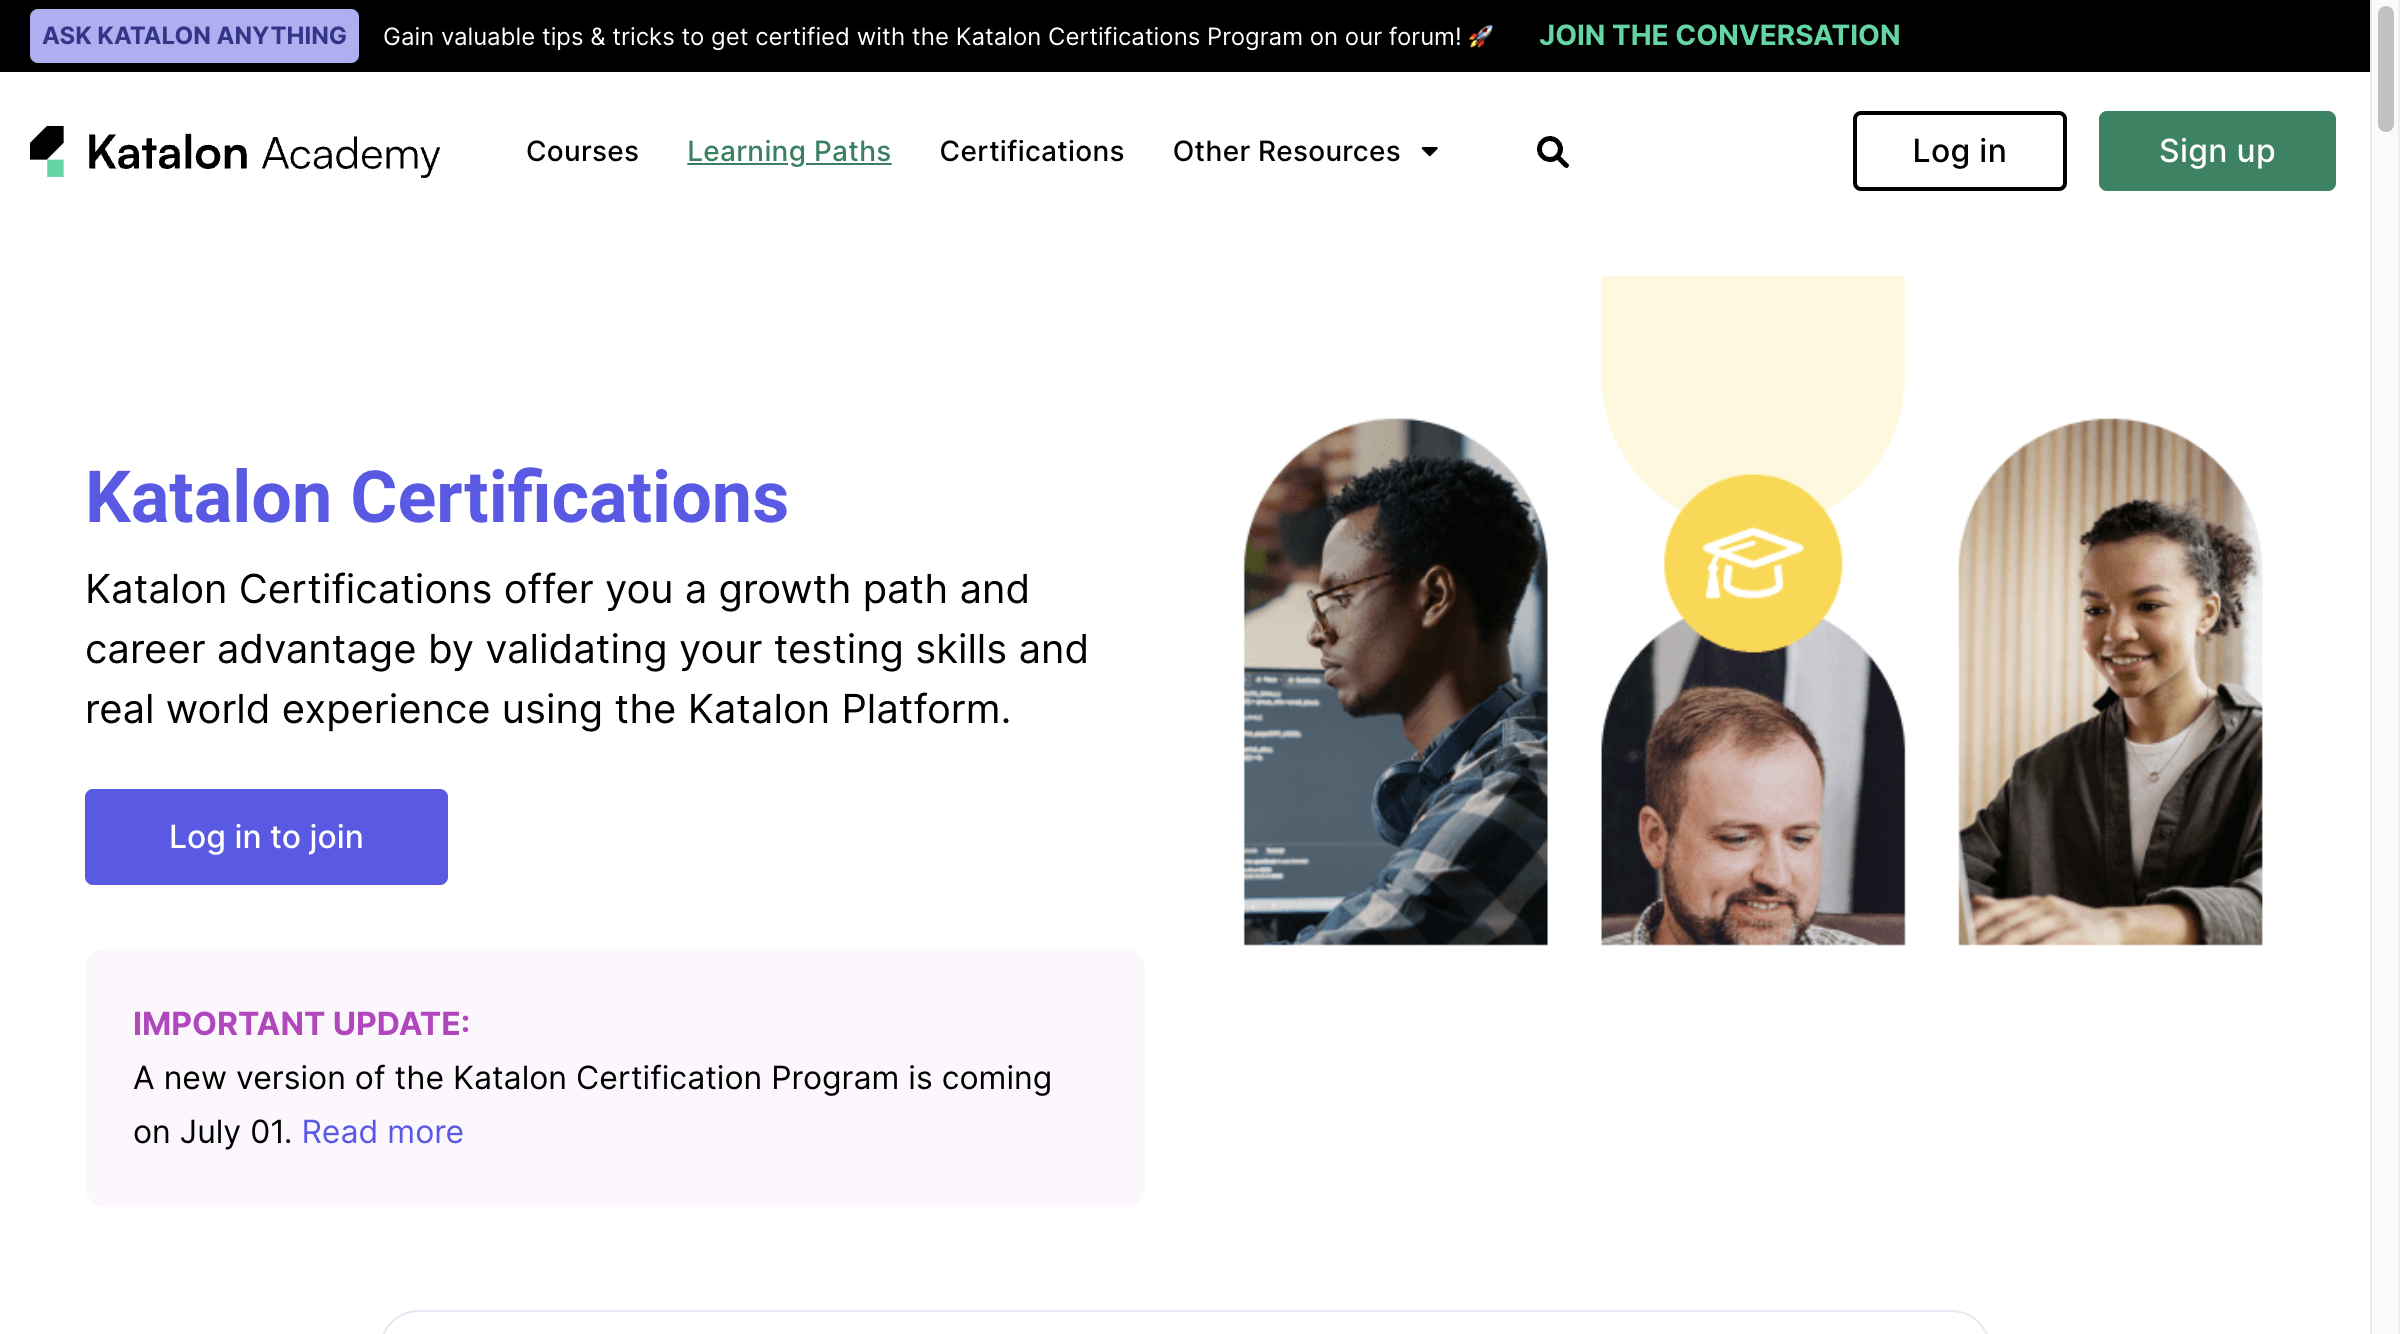 ASK KATALON ANYTHING Gain valuable tips & tricks to get certified with the Katalon Certifications Program on our forum! 🚀 JOIN THE CONVERSATION
Katalon Academy Courses Learning Paths Certifications Other Resources Log in Sign up
Katalon Certifications
Katalon Certifications offer you a growth path and
career advantage by validating your testing skills and
real world experience using the Katalon Platform.
Log in to join
IMPORTANT UPDATE:
A new version of the Katalon Certification Program is coming
on July 01. Read more